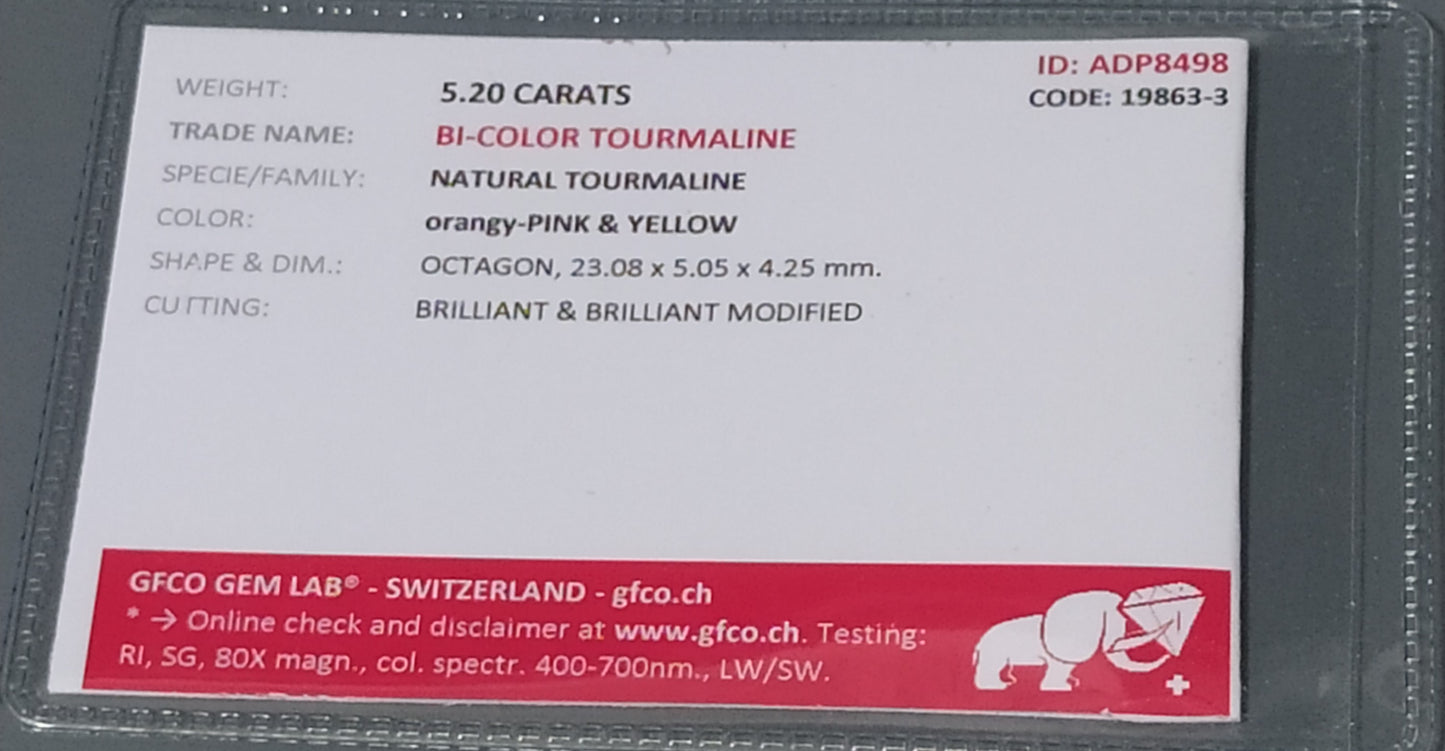 ID: ADP8498
CODE: 19863-3
WEIGHT: 5.20 CARATS
TRADE NAME: BI-COLOR TOURMALINE
SPECIE/FAMILY: NATURAL TOURMALINE
COLOR: orangy-PINK & YELLOW
SHAPE & DIM.: OCTAGON, 23.08 x 5.05 x 4.25 mm.
CUTTING: BRILLIANT & BRILLIANT MODIFIED
GFCO GEM LAB® - SWITZERLAND - gfco.ch
* → Online check and disclaimer at www.gfco.ch. Testing:
RI, SG, 80X magn., col. spectr. 400-700nm., LW/SW.